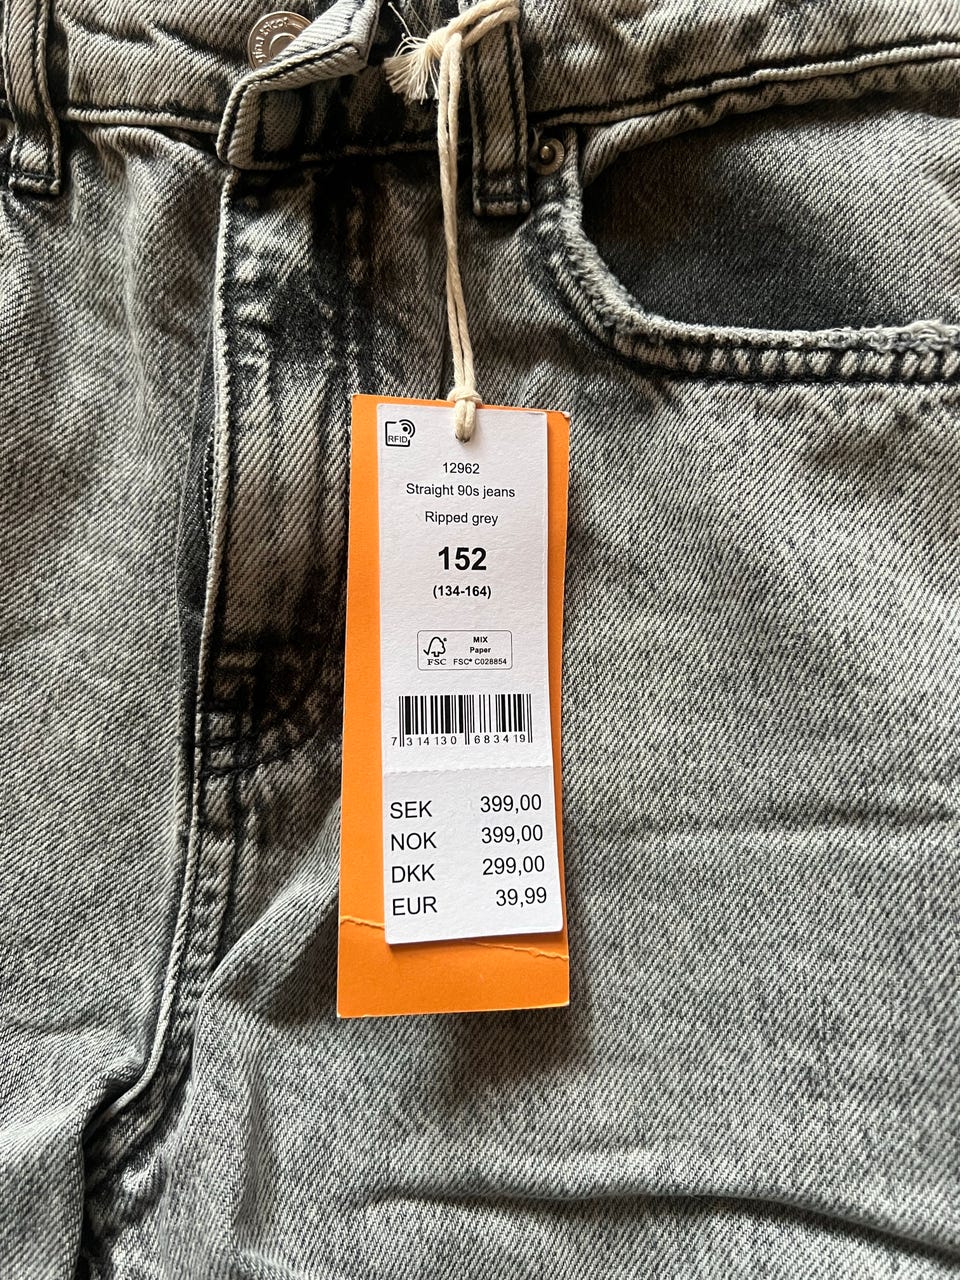 RFID
12962
Straight 90s jeans
Ripped grey
152
(134-164)
FSC
MIX
Paper
FSC® C028854
7 314130 683419
SEK 399,00
NOK 399,00
DKK 299,00
EUR 39,99